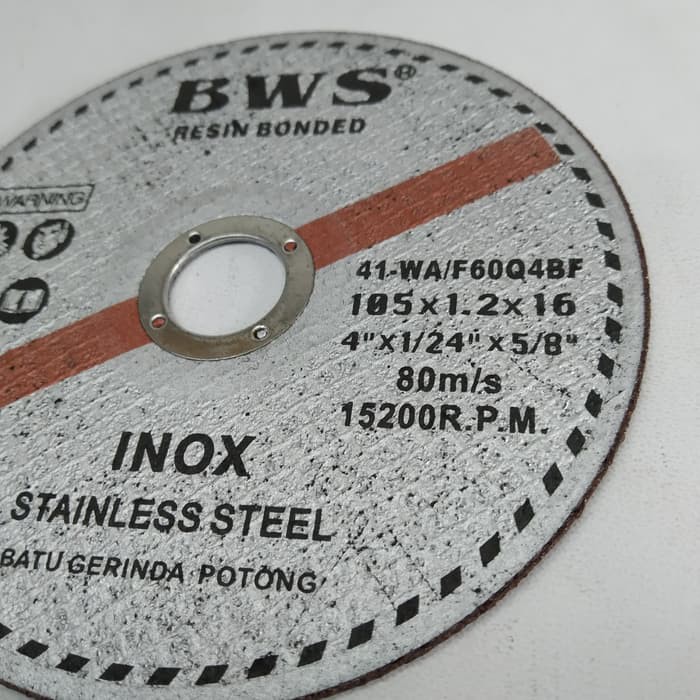 BWS®
RESIN BONDED
WARNING
41-WA/F60Q4BF
105x1.2x16
4"x1/24"x5/8"
80m/s
15200R.P.M.
INOX
STAINLESS STEEL
BATU GERINDA POTONG